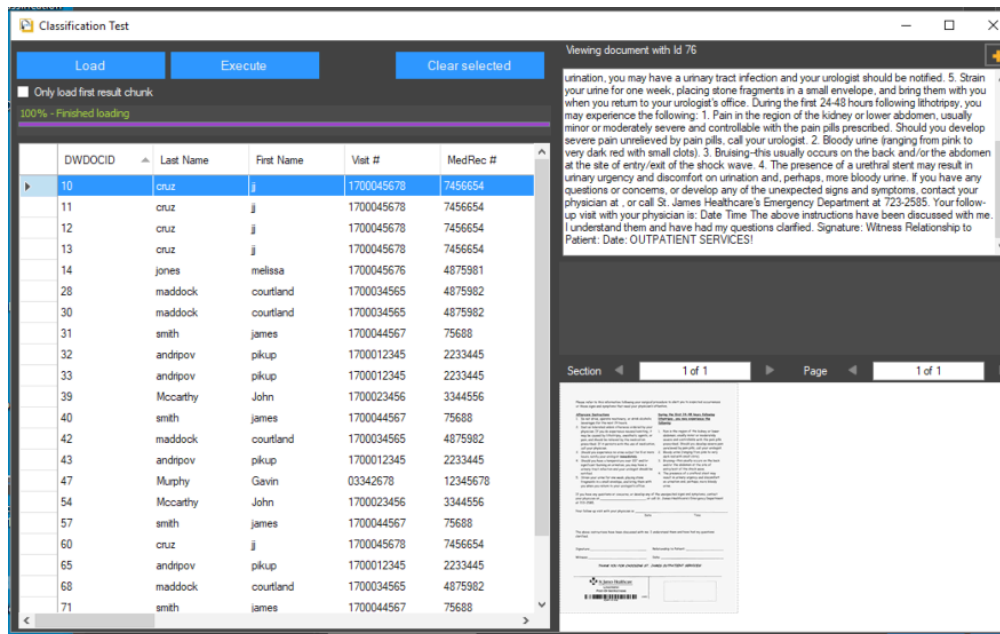 Classification Test
Load Execute Clear selected
Only load first result chunk
100% - Finished loading
DWDOCID Last Name First Name Visit # MedRec #
10 cruz jj 1700045678 7456654
11 cruz jj 1700045678 7456654
12 cruz jj 1700045678 7456654
13 cruz jj 1700045678 7456654
14 jones melissa 1700045676 4875981
28 maddock courtland 1700034565 4875982
30 maddock courtland 1700034565 4875982
31 smith james 1700044567 75688
32 andripov pikup 1700012345 2233445
33 andripov pikup 1700012345 2233445
39 Mccarthy John 1700023456 3344556
40 smith james 1700044567 75688
42 maddock courtland 1700034565 4875982
43 andripov pikup 1700012345 2233445
47 Murphy Gavin 03342678 12345678
54 Mccarthy John 1700023456 3344556
57 smith james 1700044567 75688
60 cruz jj 1700045678 7456654
65 andripov pikup 1700012345 2233445
68 maddock courtland 1700034565 4875982
71 smith james 1700044567 75688
Viewing document with Id 76
urination, you may have a urinary tract infection and your urologist should be notified. 5. Strain
your urine for one week, placing stone fragments in a small envelope, and bring them with you
when you return to your urologist's office. During the first 24-48 hours following lithotripsy, you
may experience the following: 1. Pain in the region of the kidney or lower abdomen, usually
minor or moderately severe and controllable with the pain pills prescribed. Should you develop
severe pain unrelieved by pain pills, call your urologist. 2. Bloody urine (ranging from pink to
very dark red with small clots). 3. Bruising--this usually occurs on the back and/or the abdomen
at the site of entry/exit of the shock wave. 4. The presence of a urethral stent may result in
urinary urgency and discomfort on urination and, perhaps, more bloody urine. If you have any
questions or concerns, or develop any of the unexpected signs and symptoms, contact your
physician at , or call St. James Healthcare's Emergency Department at 723-2585. Your follow-
up visit with your physician is: Date Time The above instructions have been discussed with me.
I understand them and have had my questions clarified. Signature: Witness Relationship to
Patient: Date: OUTPATIENT SERVICES!
Section 1 of 1 Page 1 of 1